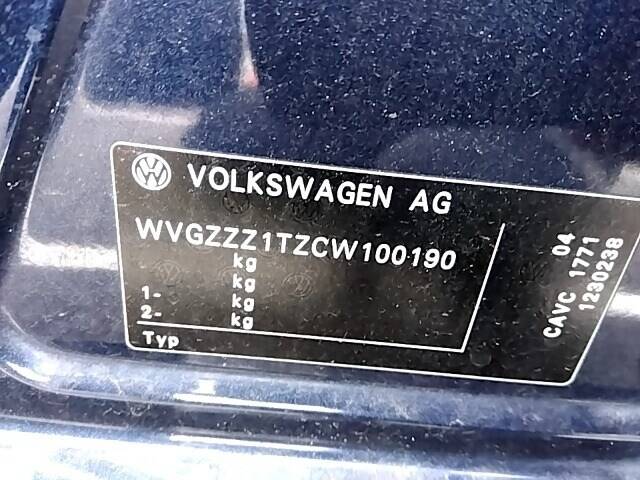 VOLKSWAGEN AG
WVGZZZ1TZCW100190
kg
kg
1- kg
2- kg
Typ
04
CAVC 1771
1230238